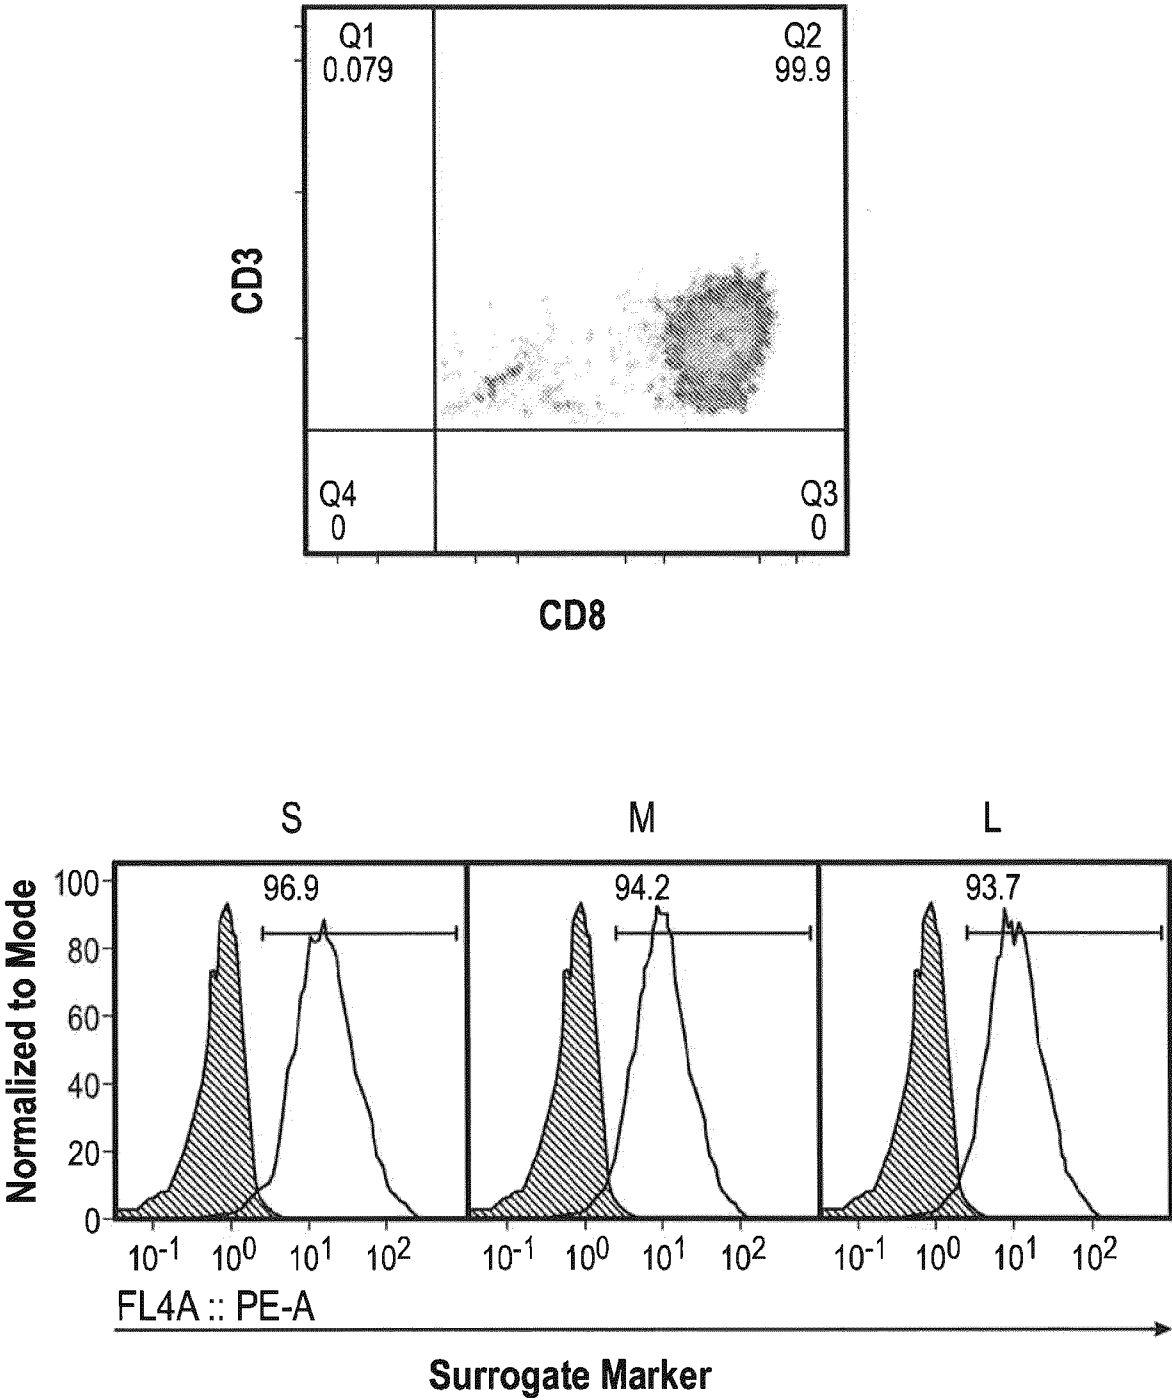 Q1
0.079
Q2
99.9
CD3
Q4
0
Q3
0
CD8
S M L
Normalized to Mode
100
80
60
40
20
0
96.9 94.2 93.7
10-1 100 101 102 10-1 100 101 102 10-1 100 101 102
FL4A :: PE-A
Surrogate Marker